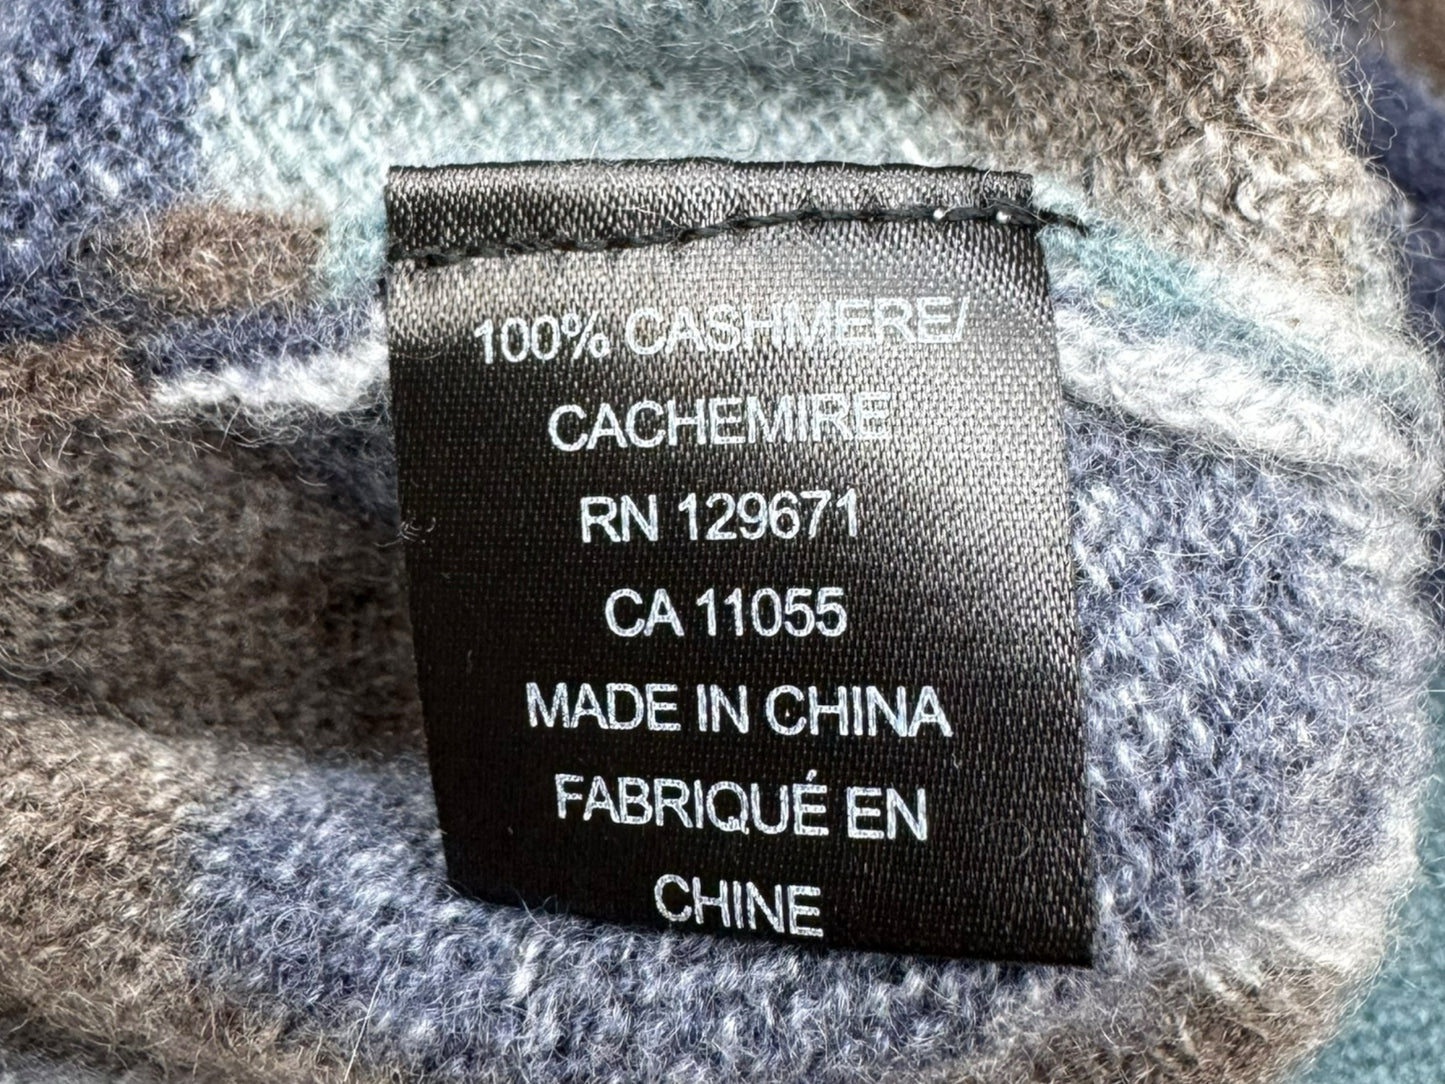 100% CASHMERE/
CACHEMIRE
RN 129671
CA 11055
MADE IN CHINA
FABRIQUÉ EN
CHINE